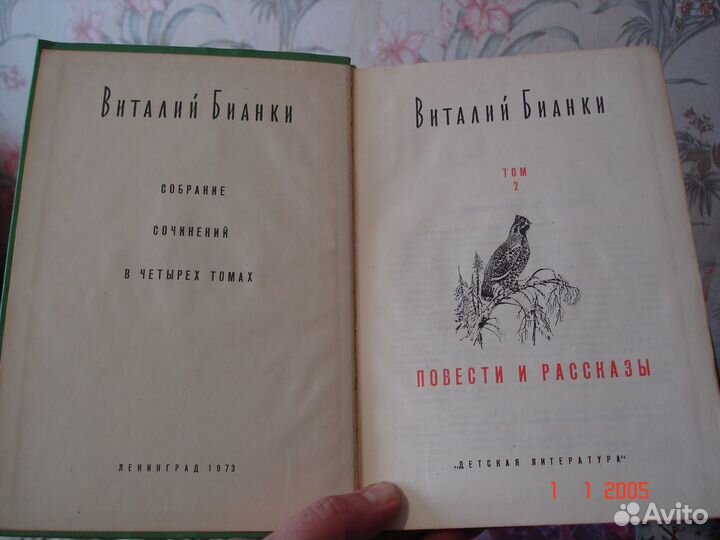 Виталий Бианки
СОБРАНИЕ
СОЧИНЕНИЙ
В ЧЕТЫРЕХ ТОМАХ
ЛЕНИНГРАД 1973
Виталий Бианки
ТОМ
2
ПОВЕСТИ И РАССКАЗЫ
„ДЕТСКАЯ ЛИТЕРАТУРА“
1 1 2005
Avito